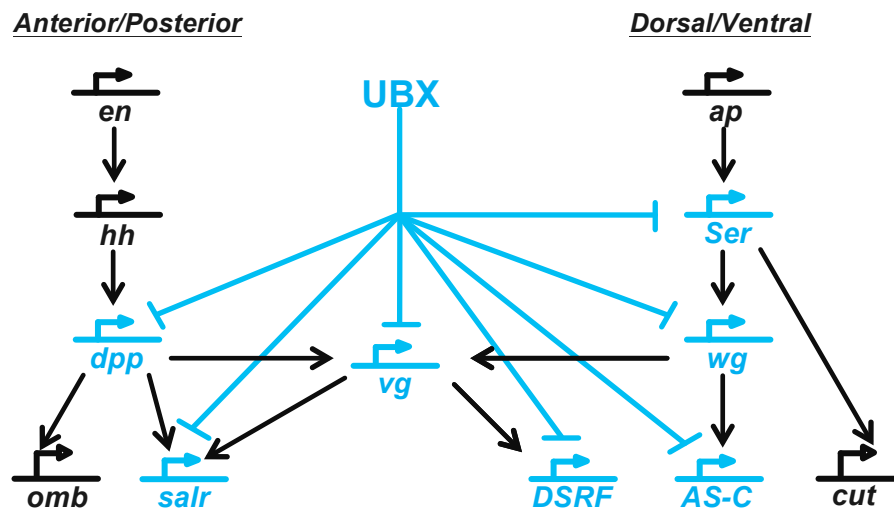 Anterior/Posterior
Dorsal/Ventral
en
UBX
ap
hh
Ser
dpp
vg
wg
omb
salr
DSRF
AS-C
cut